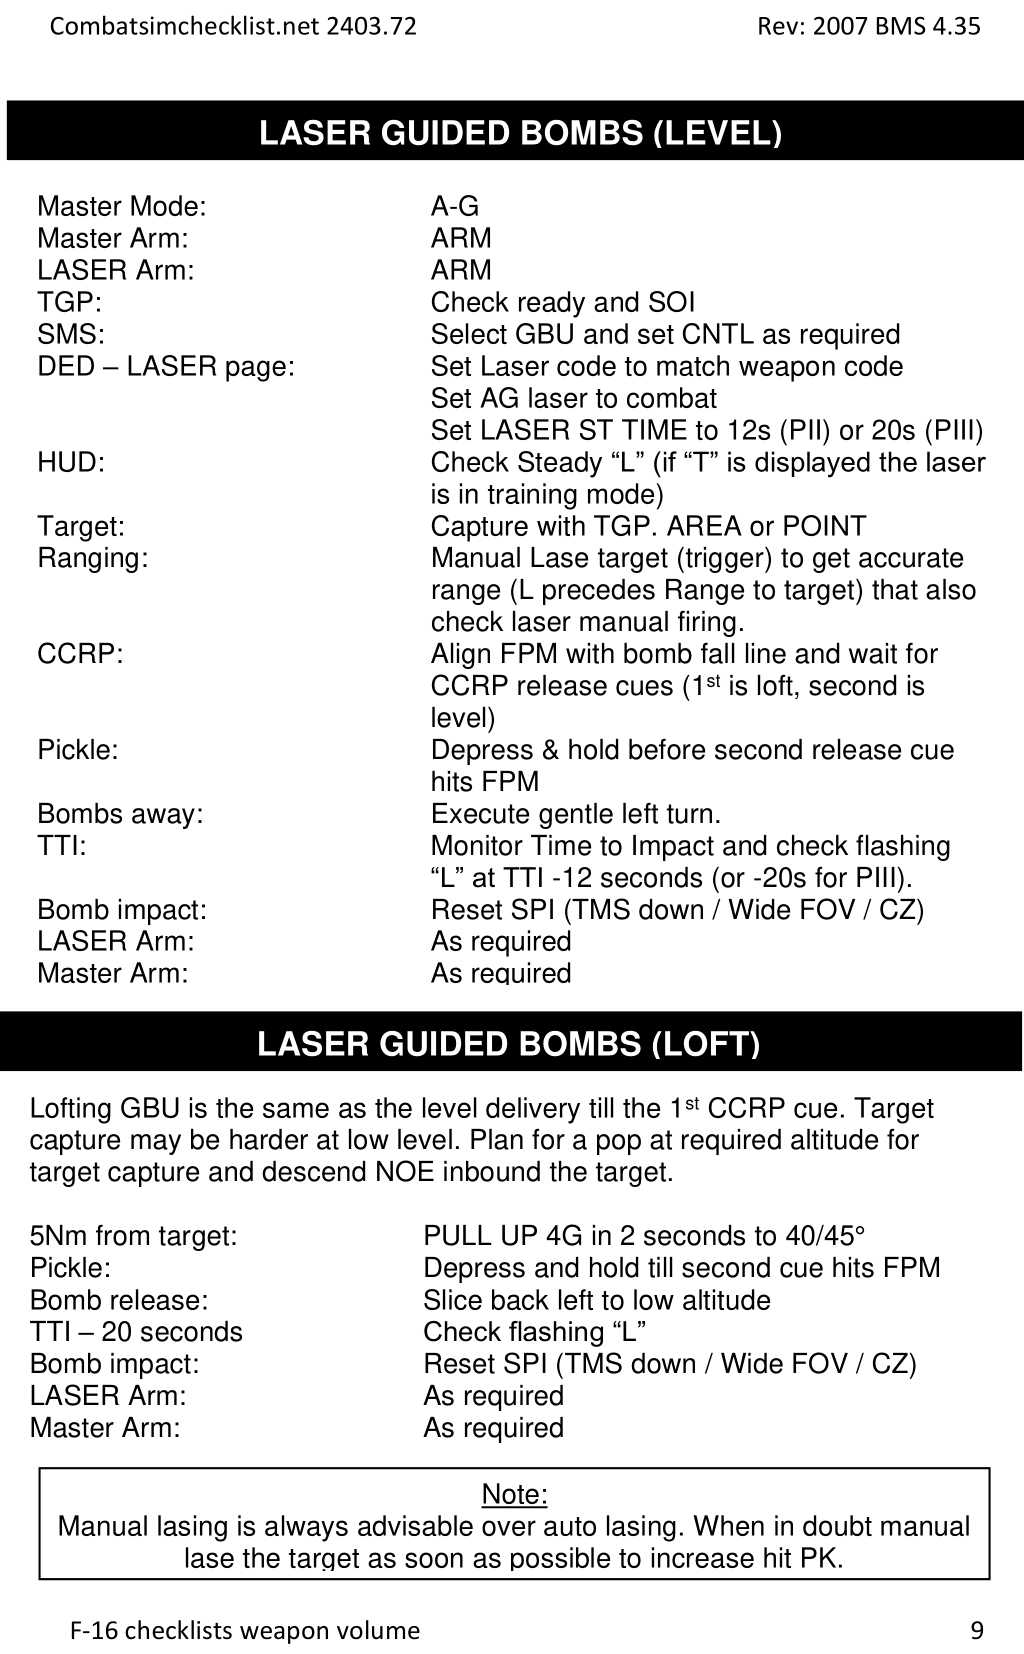 Combatsimchecklist.net 2403.72 Rev: 2007 BMS 4.35
LASER GUIDED BOMBS (LEVEL)
Master Mode: A-G
Master Arm: ARM
LASER Arm: ARM
TGP: Check ready and SOI
SMS: Select GBU and set CNTL as required
DED – LASER page: Set Laser code to match weapon code
Set AG laser to combat
Set LASER ST TIME to 12s (PII) or 20s (PIII)
HUD: Check Steady “L” (if “T” is displayed the laser
is in training mode)
Target: Capture with TGP. AREA or POINT
Ranging: Manual Lase target (trigger) to get accurate
range (L precedes Range to target) that also
check laser manual firing.
CCRP: Align FPM with bomb fall line and wait for
CCRP release cues (1st is loft, second is
level)
Pickle: Depress & hold before second release cue
hits FPM
Bombs away: Execute gentle left turn.
TTI: Monitor Time to Impact and check flashing
“L” at TTI -12 seconds (or -20s for PIII).
Bomb impact: Reset SPI (TMS down / Wide FOV / CZ)
LASER Arm: As required
Master Arm: As required
LASER GUIDED BOMBS (LOFT)
Lofting GBU is the same as the level delivery till the 1st CCRP cue. Target
capture may be harder at low level. Plan for a pop at required altitude for
target capture and descend NOE inbound the target.
5Nm from target: PULL UP 4G in 2 seconds to 40/45°
Pickle: Depress and hold till second cue hits FPM
Bomb release: Slice back left to low altitude
TTI – 20 seconds Check flashing “L”
Bomb impact: Reset SPI (TMS down / Wide FOV / CZ)
LASER Arm: As required
Master Arm: As required
Note:
Manual lasing is always advisable over auto lasing. When in doubt manual
lase the target as soon as possible to increase hit PK.
F-16 checklists weapon volume 9